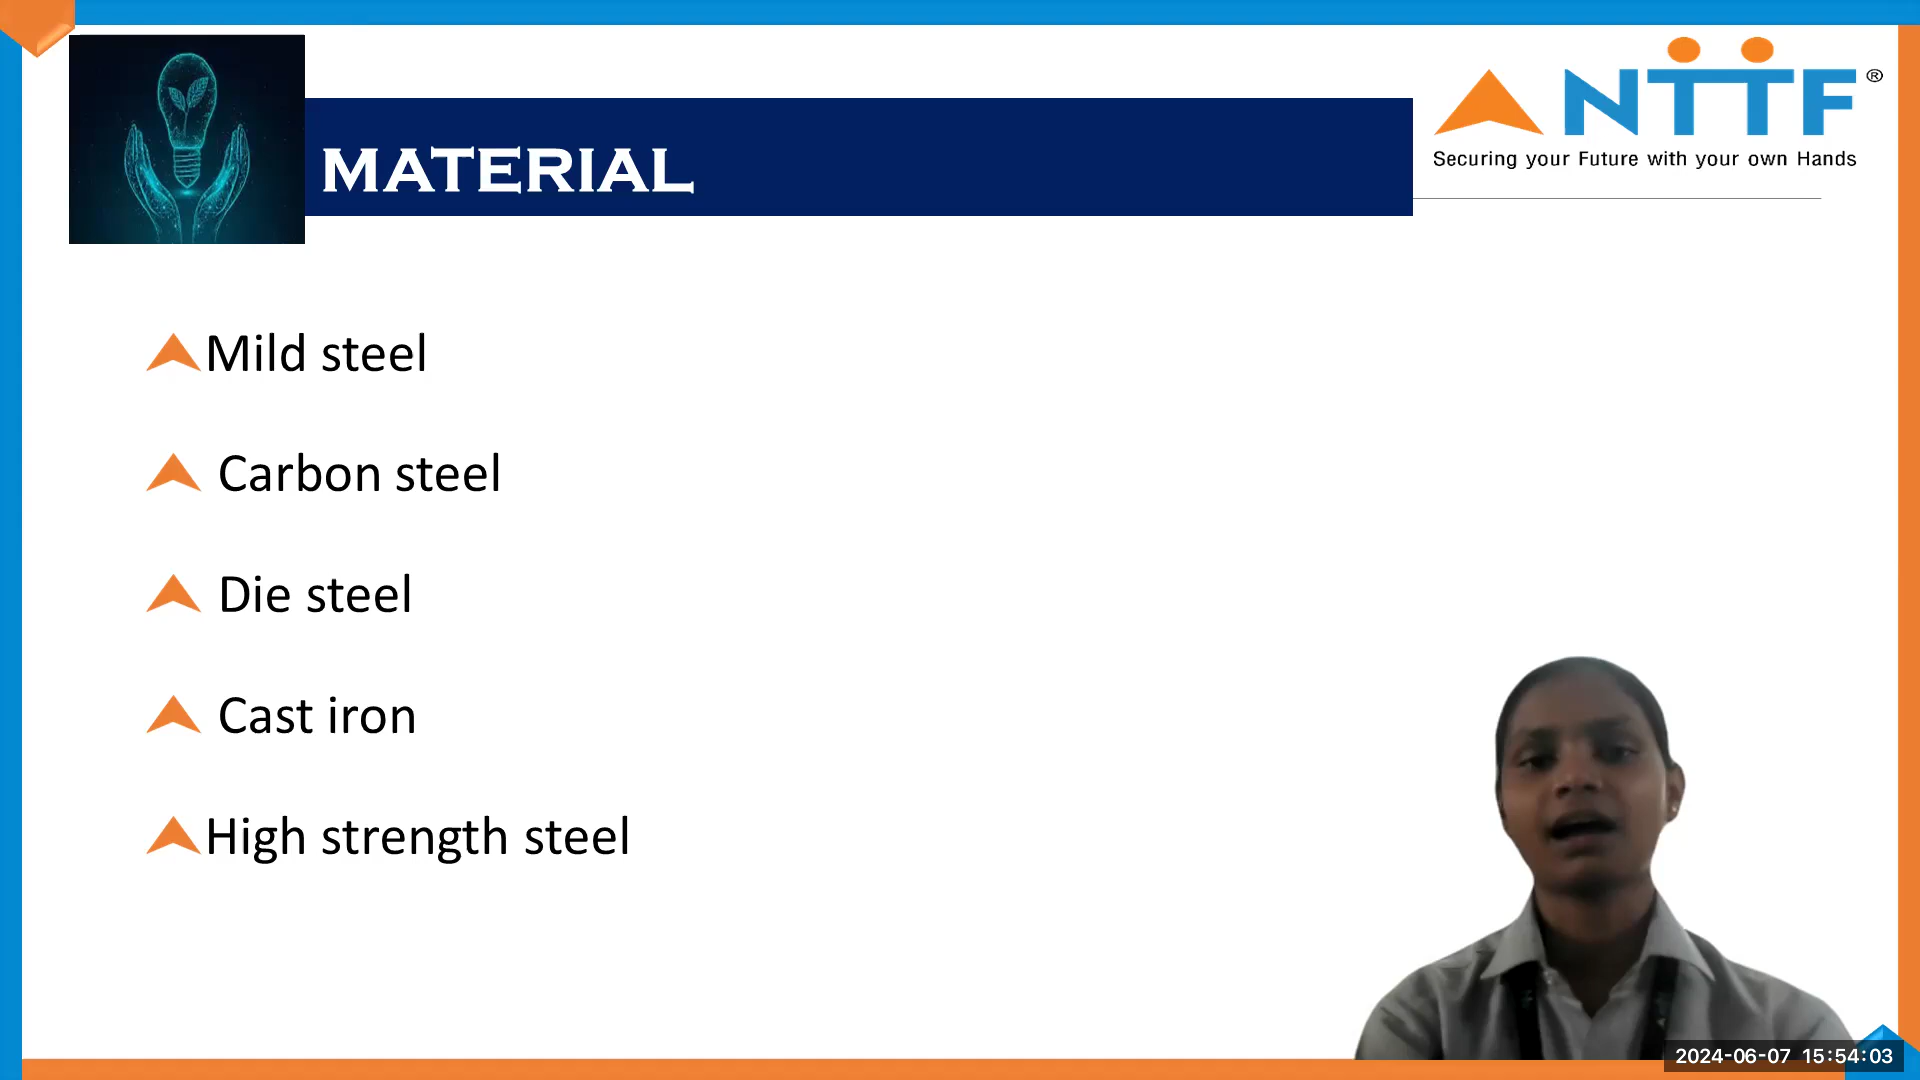 MATERIAL
NTTF®
Securing your Future with your own Hands
Mild steel
Carbon steel
Die steel
Cast iron
High strength steel
2024-06-07 15:54:03